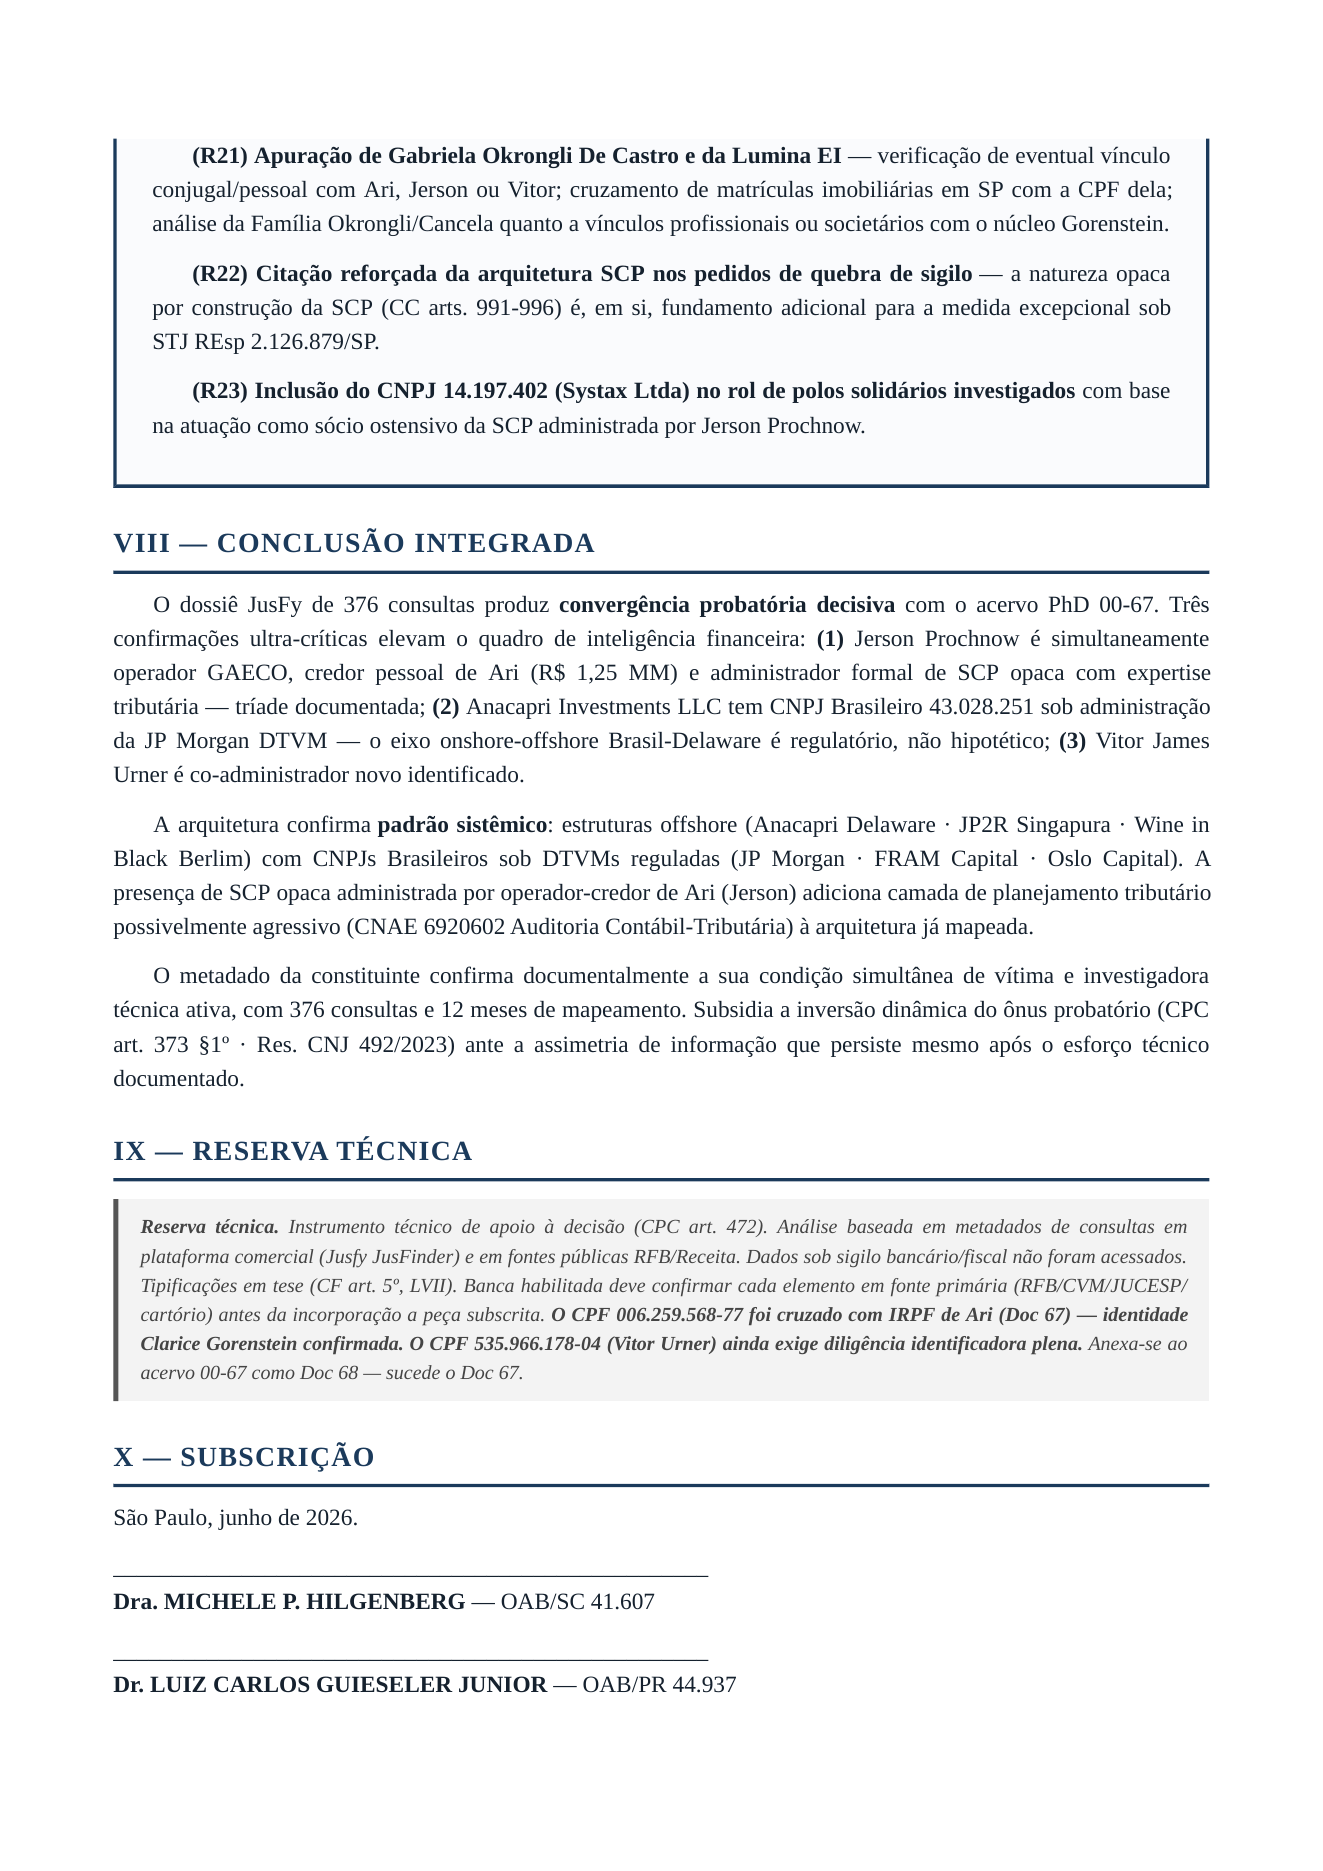 (R21) Apuração de Gabriela Okrongli De Castro e da Lumina EI — verificação de eventual vínculo
conjugal/pessoal com Ari, Jerson ou Vitor; cruzamento de matrículas imobiliárias em SP com a CPF dela;
análise da Família Okrongli/Cancela quanto a vínculos profissionais ou societários com o núcleo Gorenstein.
(R22) Citação reforçada da arquitetura SCP nos pedidos de quebra de sigilo — a natureza opaca
por construção da SCP (CC arts. 991-996) é, em si, fundamento adicional para a medida excepcional sob
STJ REsp 2.126.879/SP.
(R23) Inclusão do CNPJ 14.197.402 (Systax Ltda) no rol de polos solidários investigados com base
na atuação como sócio ostensivo da SCP administrada por Jerson Prochnow.
VIII — CONCLUSÃO INTEGRADA
O dossiê JusFy de 376 consultas produz convergência probatória decisiva com o acervo PhD 00-67. Três
confirmações ultra-críticas elevam o quadro de inteligência financeira: (1) Jerson Prochnow é simultaneamente
operador GAECO, credor pessoal de Ari (R$ 1,25 MM) e administrador formal de SCP opaca com expertise
tributária — tríade documentada; (2) Anacapri Investments LLC tem CNPJ Brasileiro 43.028.251 sob administração
da JP Morgan DTVM — o eixo onshore-offshore Brasil-Delaware é regulatório, não hipotético; (3) Vitor James
Urner é co-administrador novo identificado.
A arquitetura confirma padrão sistêmico: estruturas offshore (Anacapri Delaware · JP2R Singapura · Wine in
Black Berlim) com CNPJs Brasileiros sob DTVMs reguladas (JP Morgan · FRAM Capital · Oslo Capital). A
presença de SCP opaca administrada por operador-credor de Ari (Jerson) adiciona camada de planejamento tributário
possivelmente agressivo (CNAE 6920602 Auditoria Contábil-Tributária) à arquitetura já mapeada.
O metadado da constituinte confirma documentalmente a sua condição simultânea de vítima e investigadora
técnica ativa, com 376 consultas e 12 meses de mapeamento. Subsidia a inversão dinâmica do ônus probatório (CPC
art. 373 §1º · Res. CNJ 492/2023) ante a assimetria de informação que persiste mesmo após o esforço técnico
documentado.
IX — RESERVA TÉCNICA
Reserva técnica. Instrumento técnico de apoio à decisão (CPC art. 472). Análise baseada em metadados de consultas em
plataforma comercial (Jusfy JusFinder) e em fontes públicas RFB/Receita. Dados sob sigilo bancário/fiscal não foram acessados.
Tipificações em tese (CF art. 5º, LVII). Banca habilitada deve confirmar cada elemento em fonte primária (RFB/CVM/JUCESP/
cartório) antes da incorporação a peça subscrita. O CPF 006.259.568-77 foi cruzado com IRPF de Ari (Doc 67) — identidade
Clarice Gorenstein confirmada. O CPF 535.966.178-04 (Vitor Urner) ainda exige diligência identificadora plena. Anexa-se ao
acervo 00-67 como Doc 68 — sucede o Doc 67.
X — SUBSCRIÇÃO
São Paulo, junho de 2026.
Dra. MICHELE P. HILGENBERG — OAB/SC 41.607
Dr. LUIZ CARLOS GUIESELER JUNIOR — OAB/PR 44.937